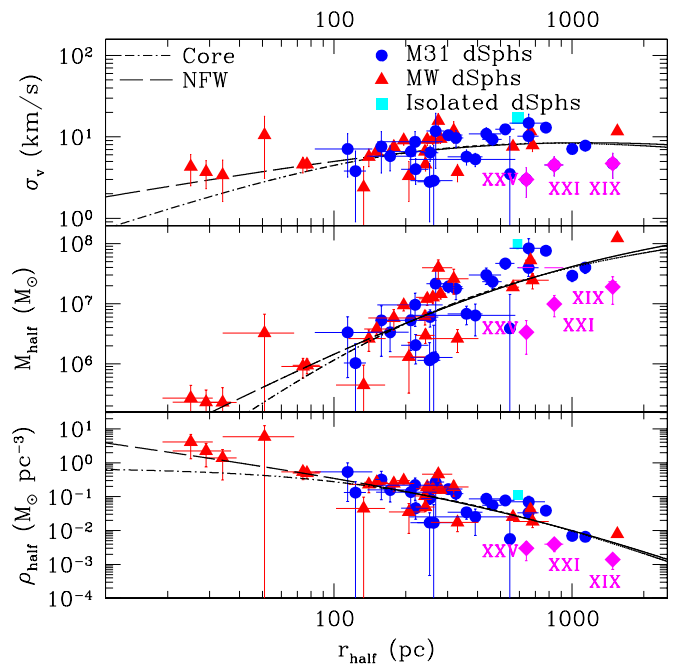 100 1000
Core
NFW
M31 dSphs
MW dSphs
Isolated dSphs
σv (km/s)
10²
10¹
10⁰
XXV
XXI
XIX
Mhalf (M⊙)
10⁸
10⁷
10⁶
XIX
XXV
XXI
ρhalf (M⊙ pc⁻³)
10¹
10⁰
10⁻¹
10⁻²
10⁻³
10⁻⁴
XXV
XXI
XIX
100 1000
rhalf (pc)